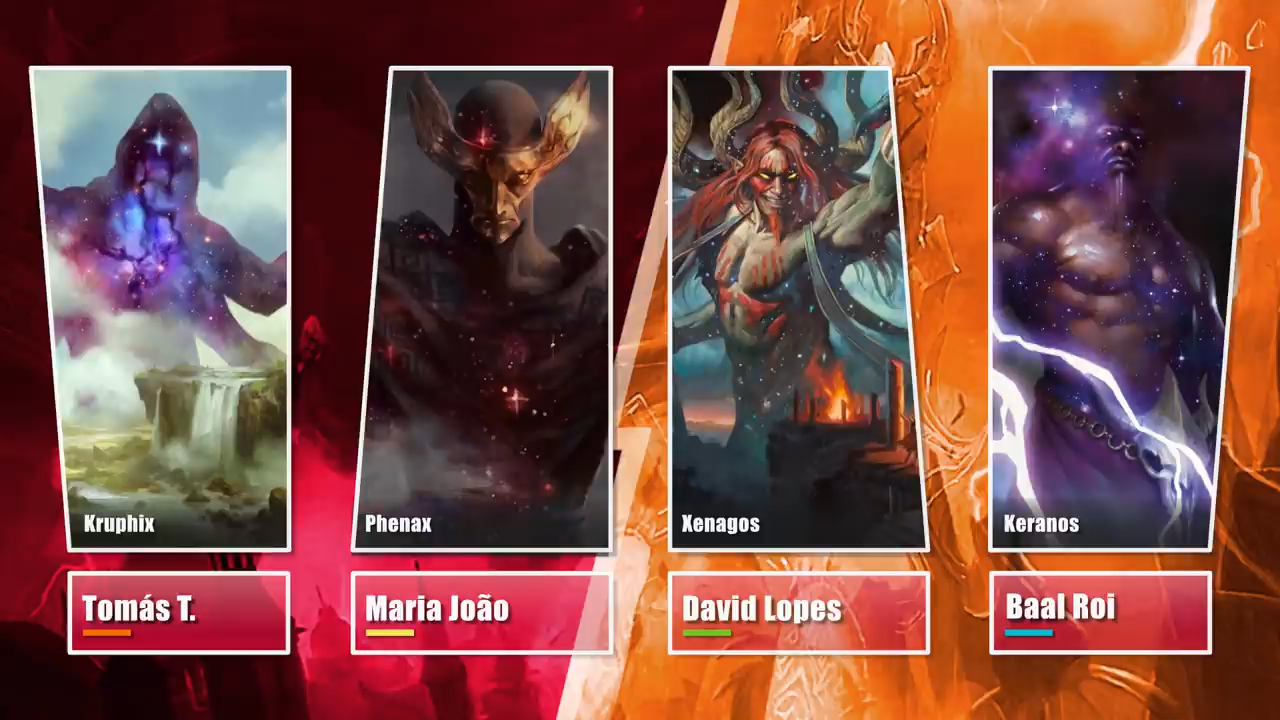 Kruphix
Phenax
Xenagos
Keranos
Tomás T.
Maria João
David Lopes
Baal Roi